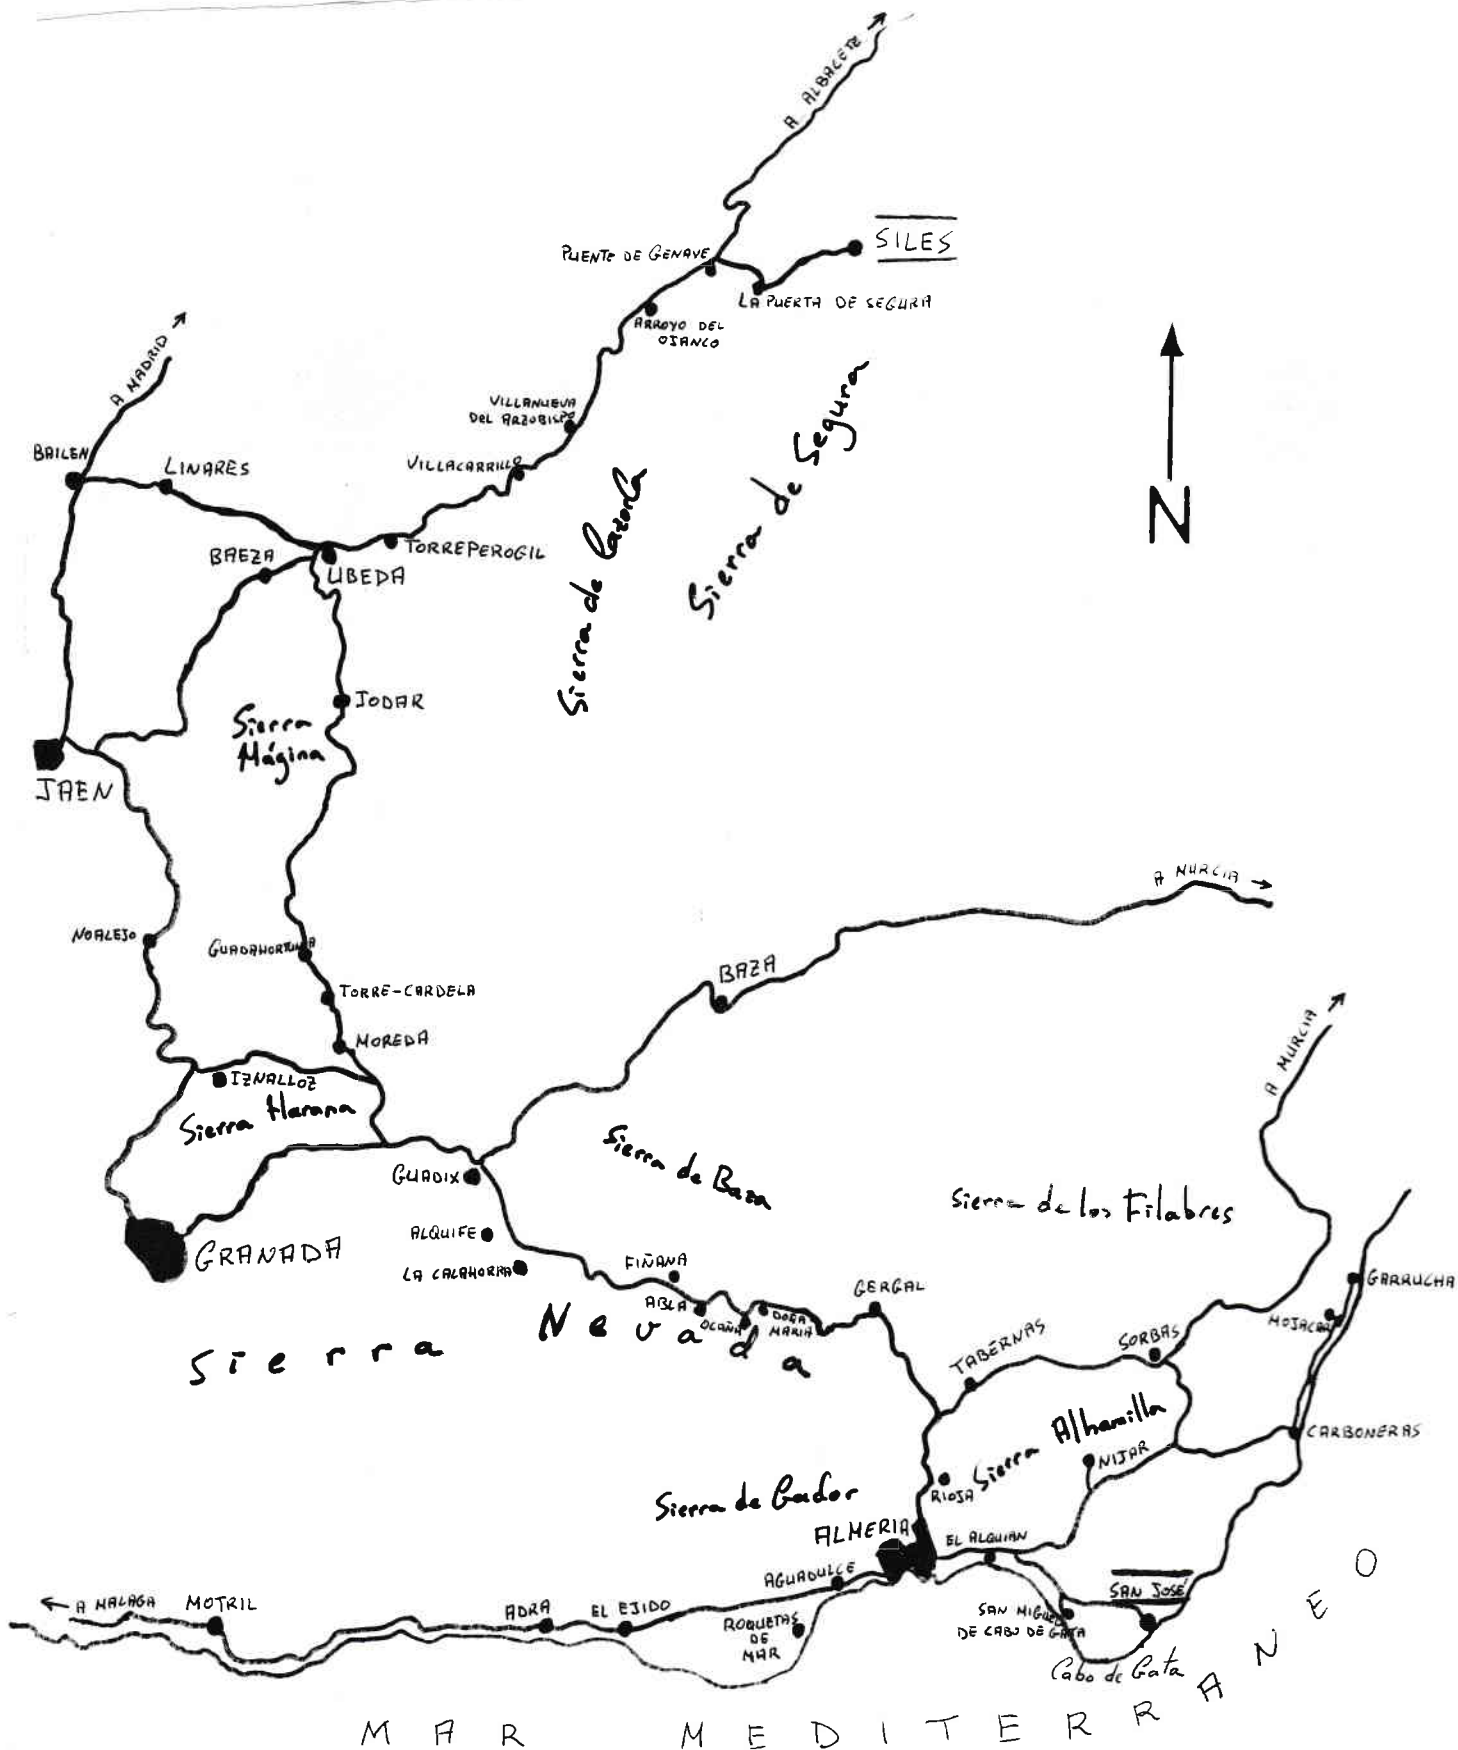 A ALBACETE
SILES
PUENTE DE GENAVE
LA PUERTA DE SEGURA
ARROYO DEL
OJANCO
A MADRID
VILLANUEVA
DEL ARZOBISPO
Sierra de Segura
BAILEN
LINARES
VILLACARRILLO
Sierra de Cazorla
N
BAEZA
UBEDA
TORREPEROGIL
JODAR
Sierra
Mágina
JAEN
A MURCIA
NOALEJO
GUADAHORTUNA
BAZA
TORRE-CARDELA
MOREDA
A MURCIA
IZNALLOZ
Sierra Harana
Sierra de Baza
GUADIX
Sierra de los Filabres
ALQUIFE
GRANADA
LA CALAHORRA
FIÑANA
GERGAL
GARRUCHA
ABLA
OCAÑA
DOÑA
MARIA
MOJACAR
Sierra Nevada
TABERNAS
SORBAS
Sierra Alhamilla
CARBONERAS
NIJAR
Sierra de Gador
RIOJA
ALMERIA
EL ALQUIAN
AGUADULCE
SAN JOSÉ
A MALAGA
MOTRIL
ADRA
EL EJIDO
ROQUETAS
DE
MAR
SAN MIGUEL
DE CABO DE GATA
Cabo de Gata
MAR MEDITERRANEO